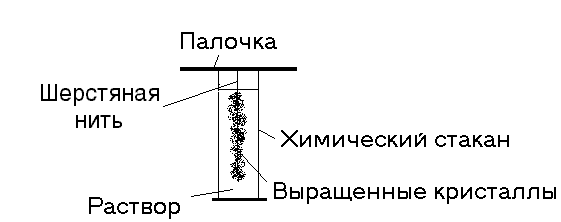 Палочка
Шерстяная
нить
Химический стакан
Выращенные кристаллы
Раствор